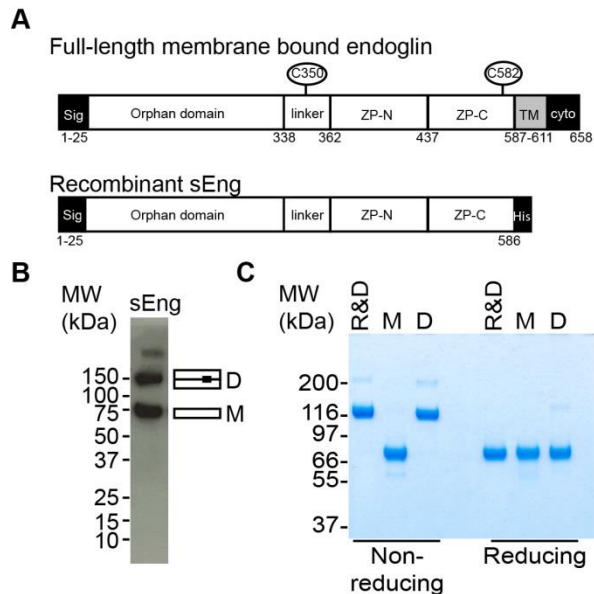 A
Full-length membrane bound endoglin
C350 C582
Sig Orphan domain linker ZP-N ZP-C TM cyto
1-25 338 362 437 587-611 658
Recombinant sEng
Sig Orphan domain linker ZP-N ZP-C His
1-25 586
B
MW
(kDa)
sEng
150
100
75
50
37
25
15
10
D
M
C
MW
(kDa)
R&D M D R&D M D
200
116
97
66
55
37
Non-
reducing
Reducing